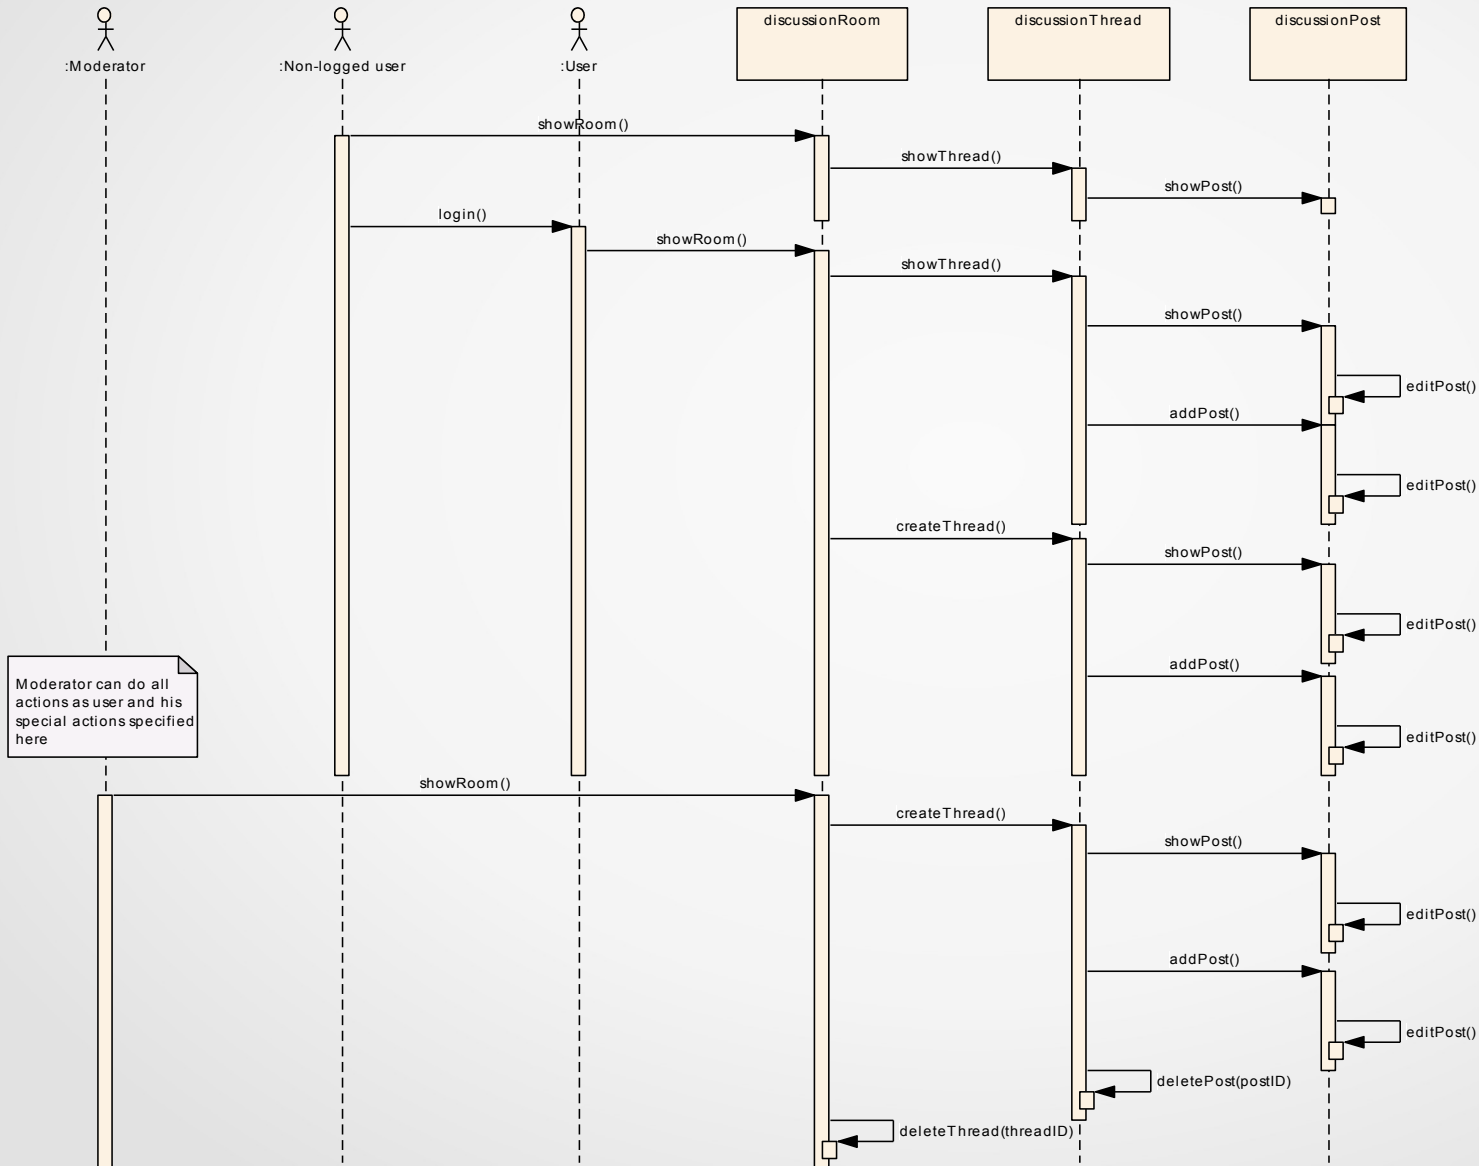 discussionRoom
discussionThread
discussionPost
:Moderator
:Non-logged user
:User
showRoom()
showThread()
showPost()
login()
showRoom()
showThread()
showPost()
editPost()
addPost()
editPost()
createThread()
showPost()
editPost()
addPost()
Moderator can do all
actions as user and his
special actions specified
here
editPost()
showRoom()
createThread()
showPost()
editPost()
addPost()
editPost()
deletePost(postID)
deleteThread(threadID)